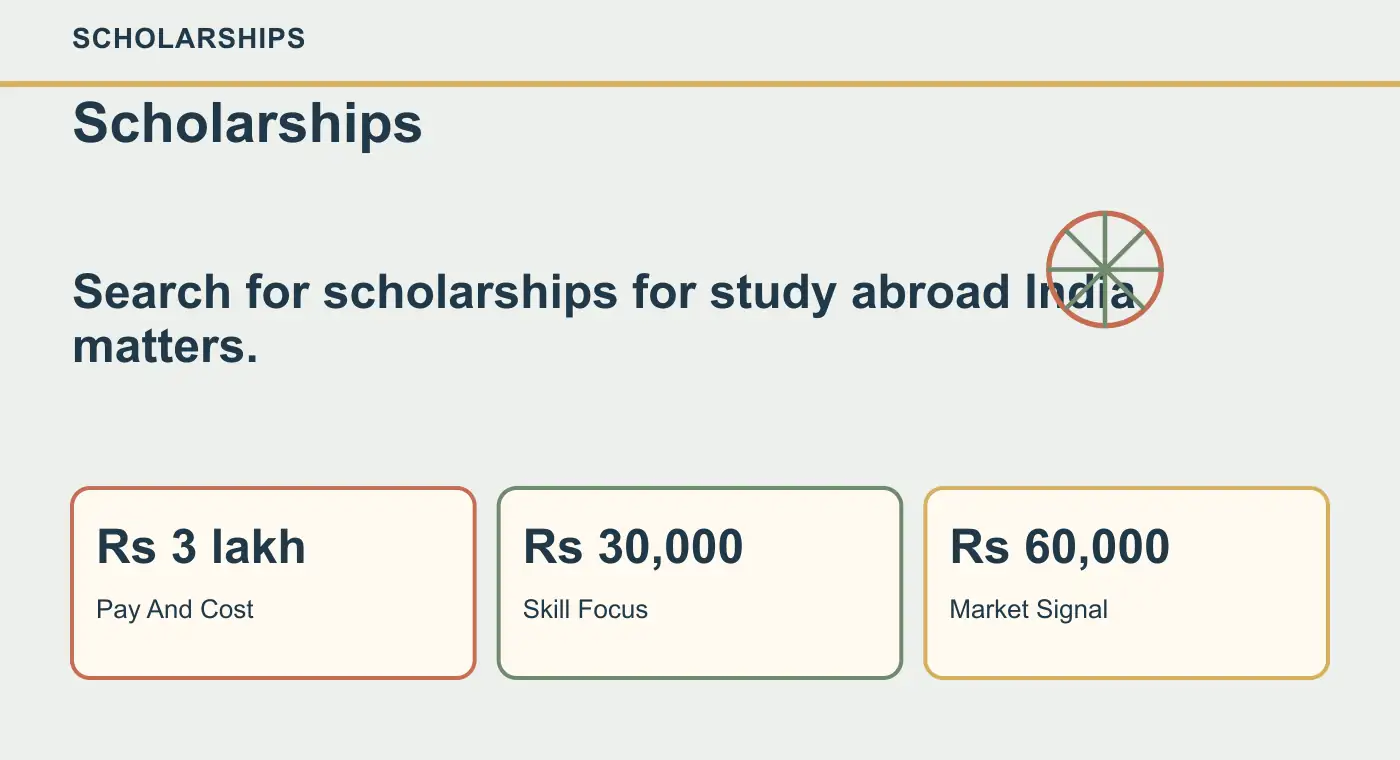 SCHOLARSHIPS
Scholarships
Search for scholarships for study abroad India
matters.
Rs 3 lakh
Pay And Cost
Rs 30,000
Skill Focus
Rs 60,000
Market Signal